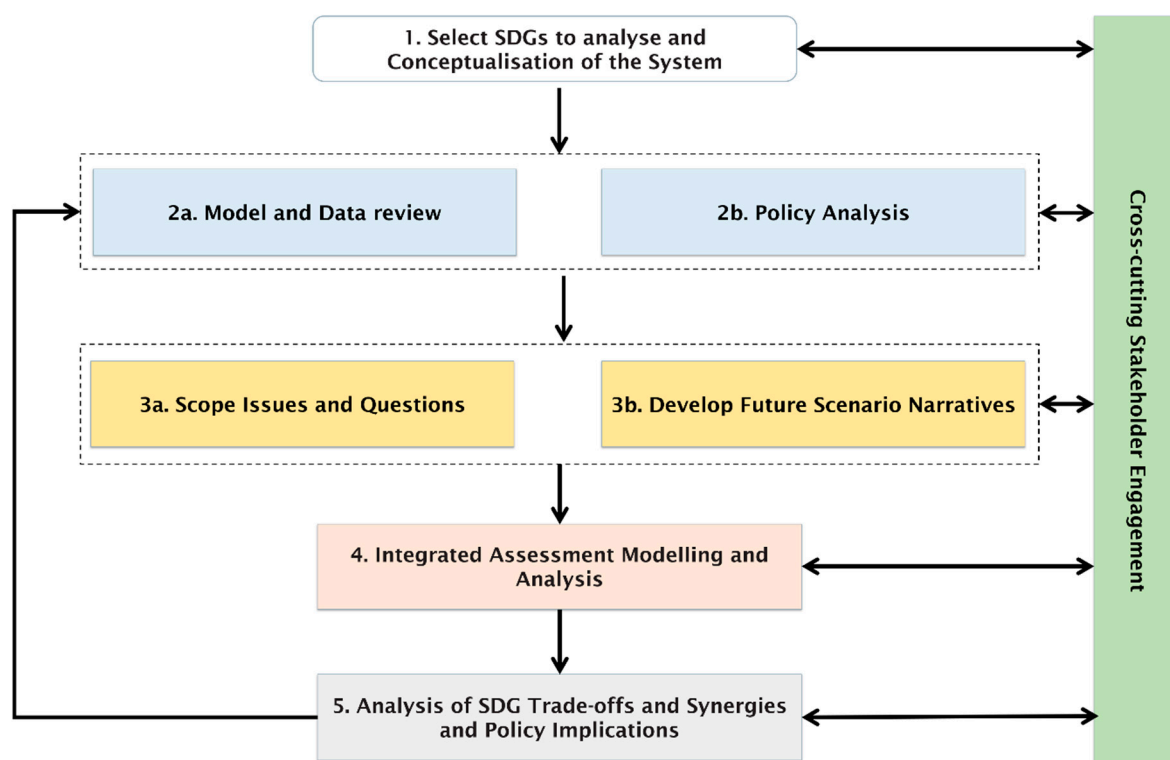 1. Select SDGs to analyse and
Conceptualisation of the System
2a. Model and Data review
2b. Policy Analysis
3a. Scope Issues and Questions
3b. Develop Future Scenario Narratives
4. Integrated Assessment Modelling and
Analysis
5. Analysis of SDG Trade-offs and Synergies
and Policy Implications
Cross-cutting Stakeholder Engagement